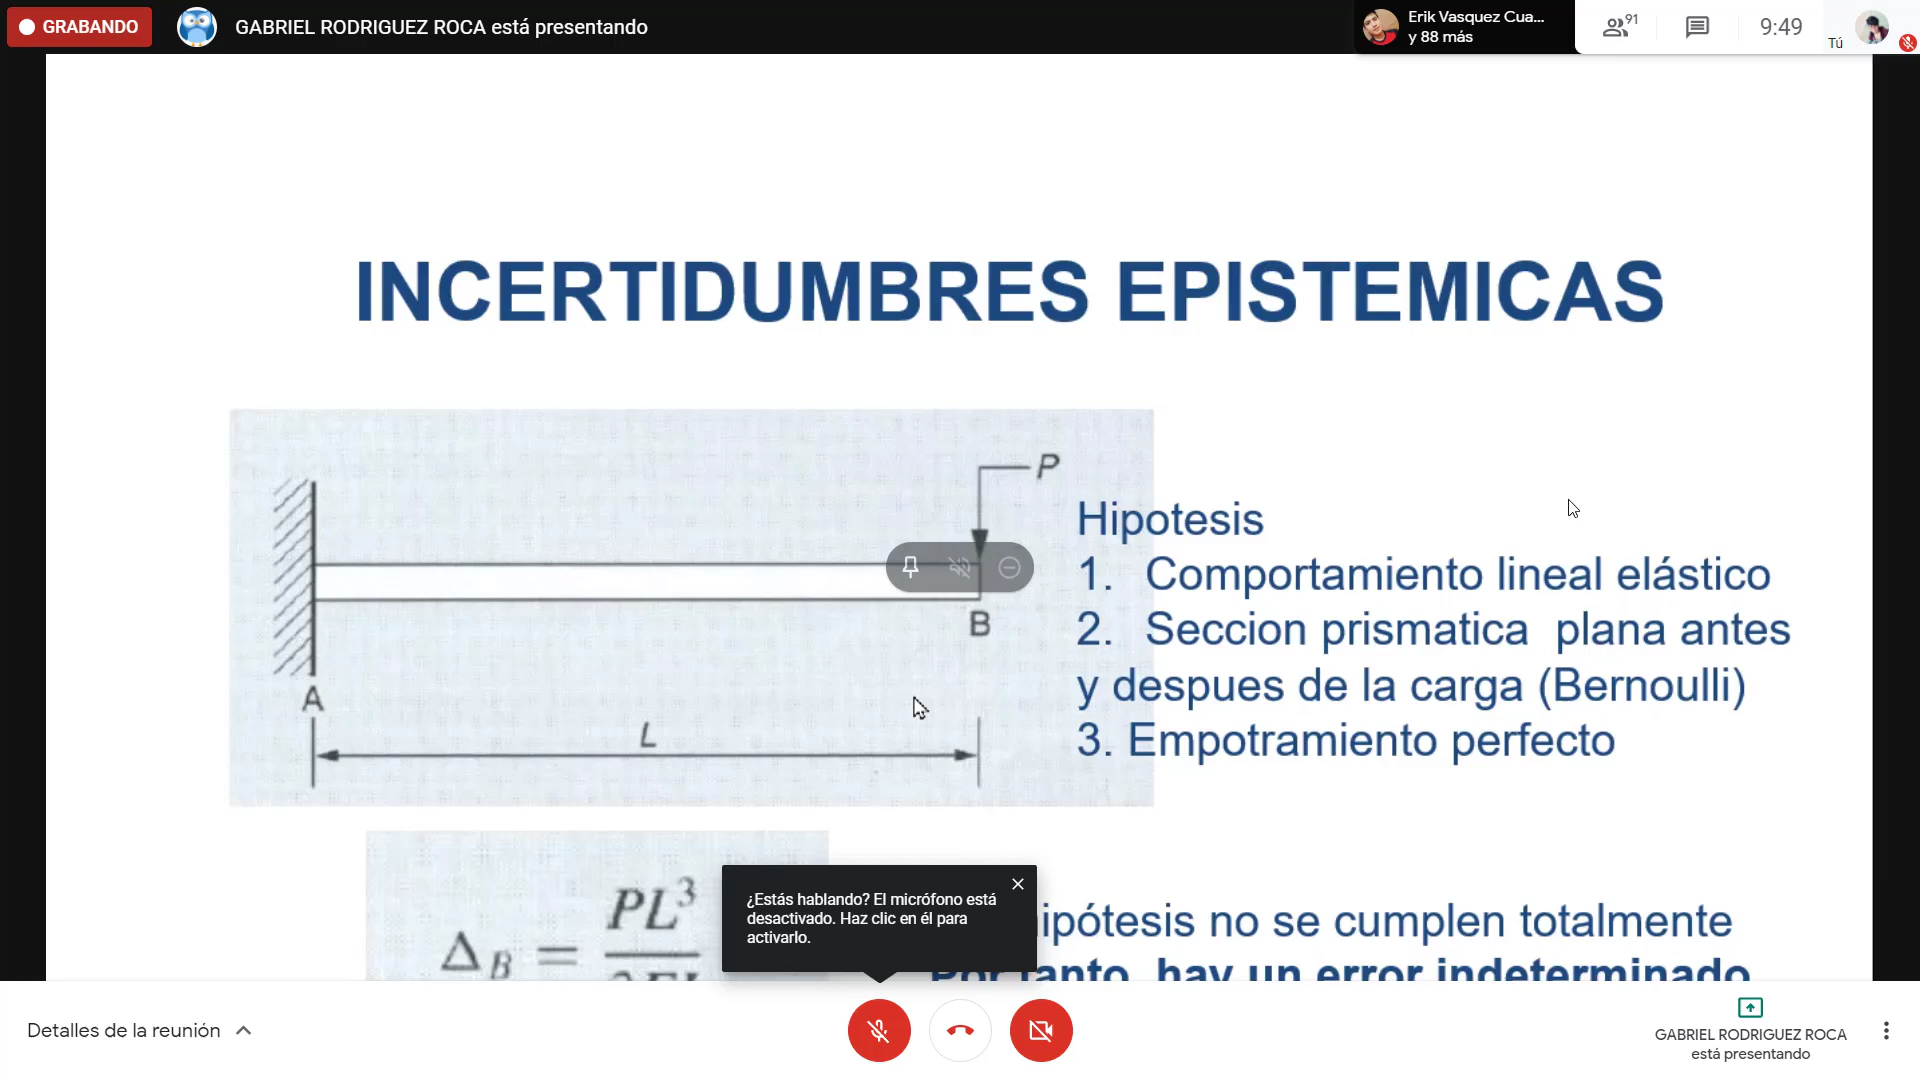 GRABANDO
GABRIEL RODRIGUEZ ROCA está presentando
Erik Vasquez Cua...
y 88 más
91
9:49
Tú
INCERTIDUMBRES EPISTEMICAS
P
B
A
L
Hipotesis
1. Comportamiento lineal elástico
2. Seccion prismatica plana antes
y despues de la carga (Bernoulli)
3. Empotramiento perfecto
Δ_B = PL³
ipótesis no se cumplen totalmente
hay un error indeterminado
¿Estás hablando? El micrófono está
desactivado. Haz clic en él para
activarlo.
Detalles de la reunión
GABRIEL RODRIGUEZ ROCA
está presentando